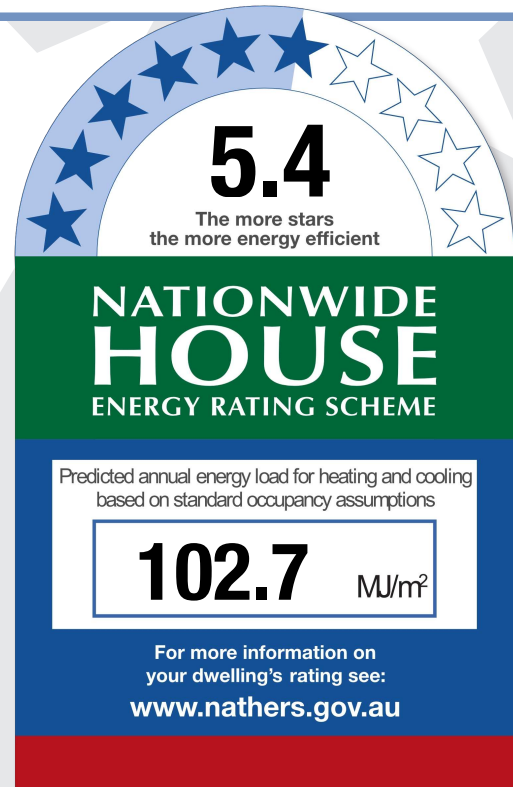 5.4
The more stars
the more energy efficient
NATIONWIDE
HOUSE
ENERGY RATING SCHEME
Predicted annual energy load for heating and cooling
based on standard occupancy assumptions
102.7 MJ/m²
For more information on
your dwelling's rating see:
www.nathers.gov.au